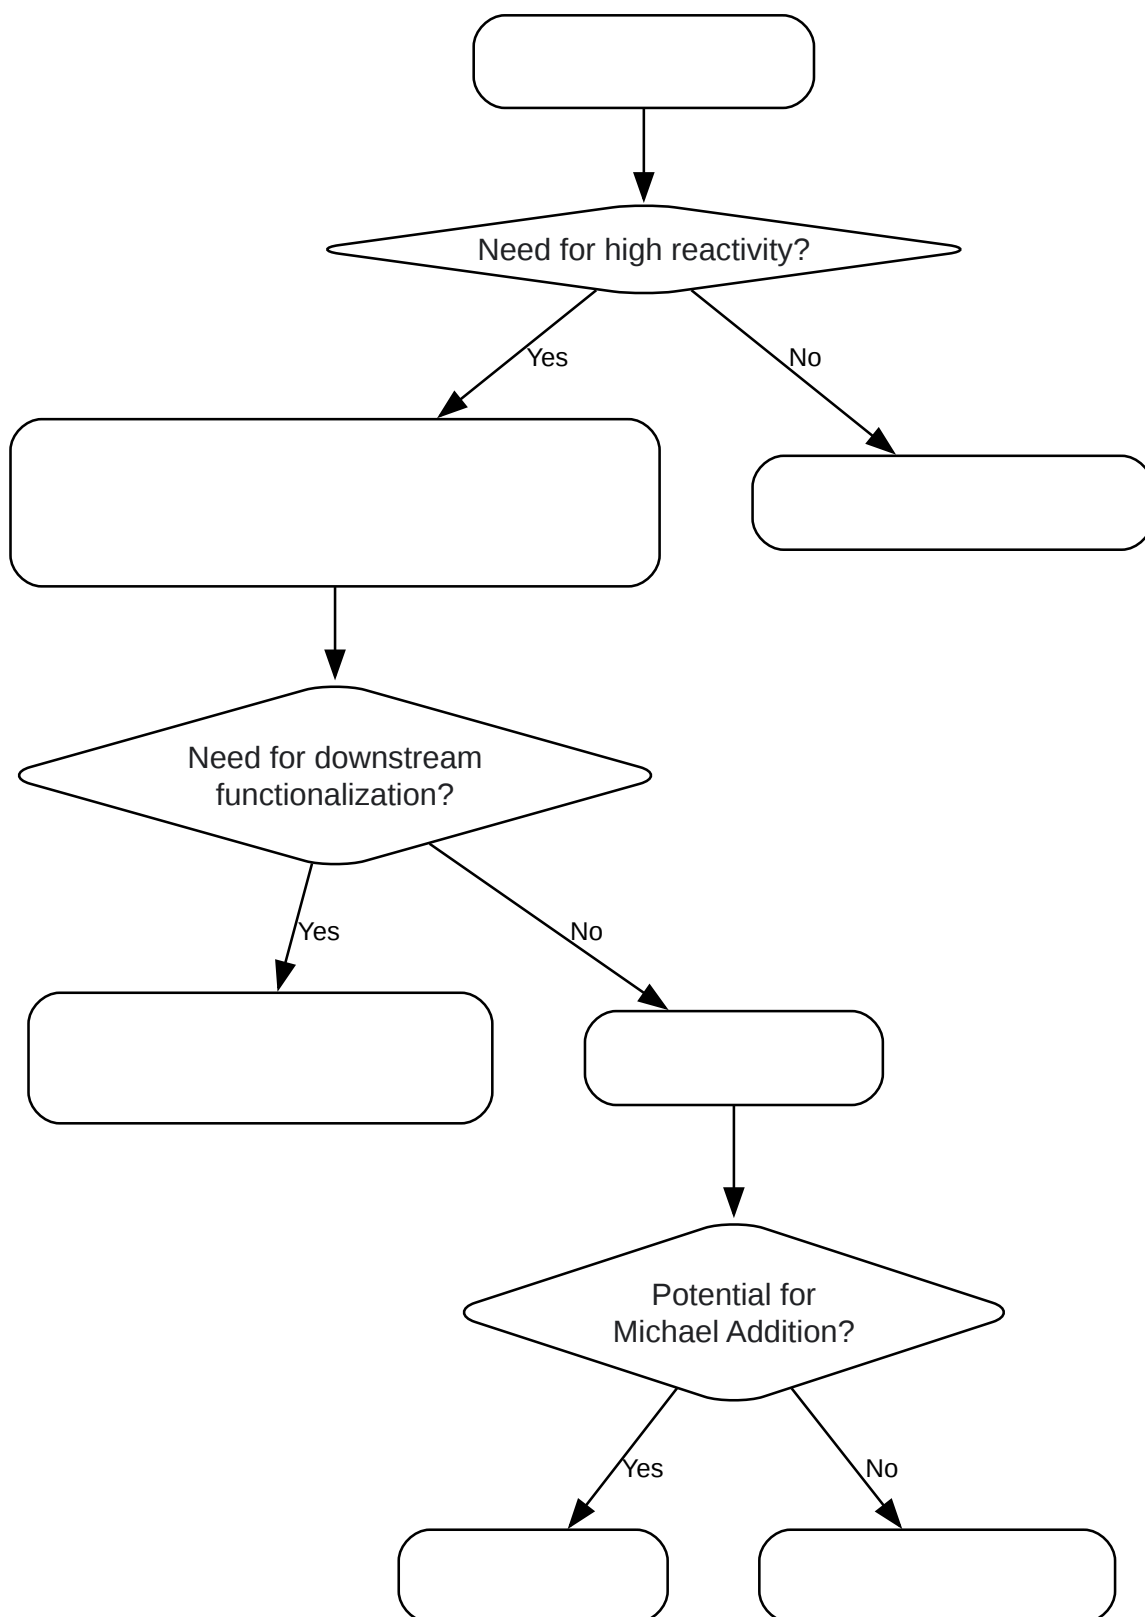 Need for high reactivity?
Yes
No
Need for downstream
functionalization?
Yes
No
Potential for
Michael Addition?
Yes
No